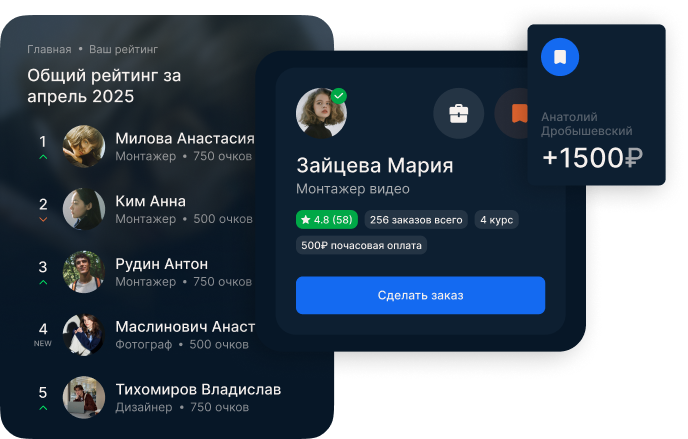 Главная • Ваш рейтинг
Общий рейтинг за
апрель 2025
1
Милова Анастасия
Монтажер • 750 очков
2
Ким Анна
Монтажер • 500 очков
3
Рудин Антон
Монтажер • 750 очков
4
NEW
Маслинович Анаст
Фотограф • 500 очков
5
Тихомиров Владислав
Дизайнер • 750 очков
Зайцева Мария
Монтажер видео
4.8 (58)
256 заказов всего
4 курс
500₽ почасовая оплата
Сделать заказ
Анатолий
Дробышевский
+1500₽